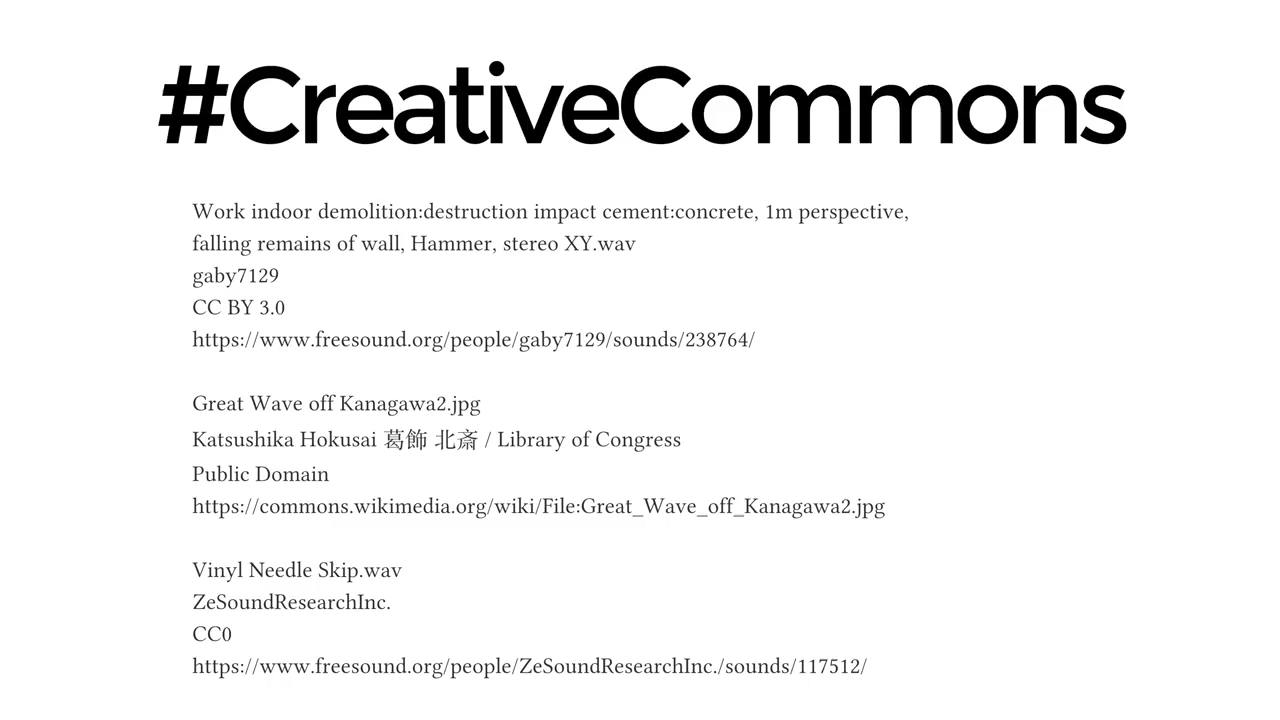 #CreativeCommons
Work indoor demolition:destruction impact cement:concrete, 1m perspective,
falling remains of wall, Hammer, stereo XY.wav
gaby7129
CC BY 3.0
https://www.freesound.org/people/gaby7129/sounds/238764/
Great Wave off Kanagawa2.jpg
Katsushika Hokusai 葛飾 北斎 / Library of Congress
Public Domain
https://commons.wikimedia.org/wiki/File:Great_Wave_off_Kanagawa2.jpg
Vinyl Needle Skip.wav
ZeSoundResearchInc.
CC0
https://www.freesound.org/people/ZeSoundResearchInc./sounds/117512/